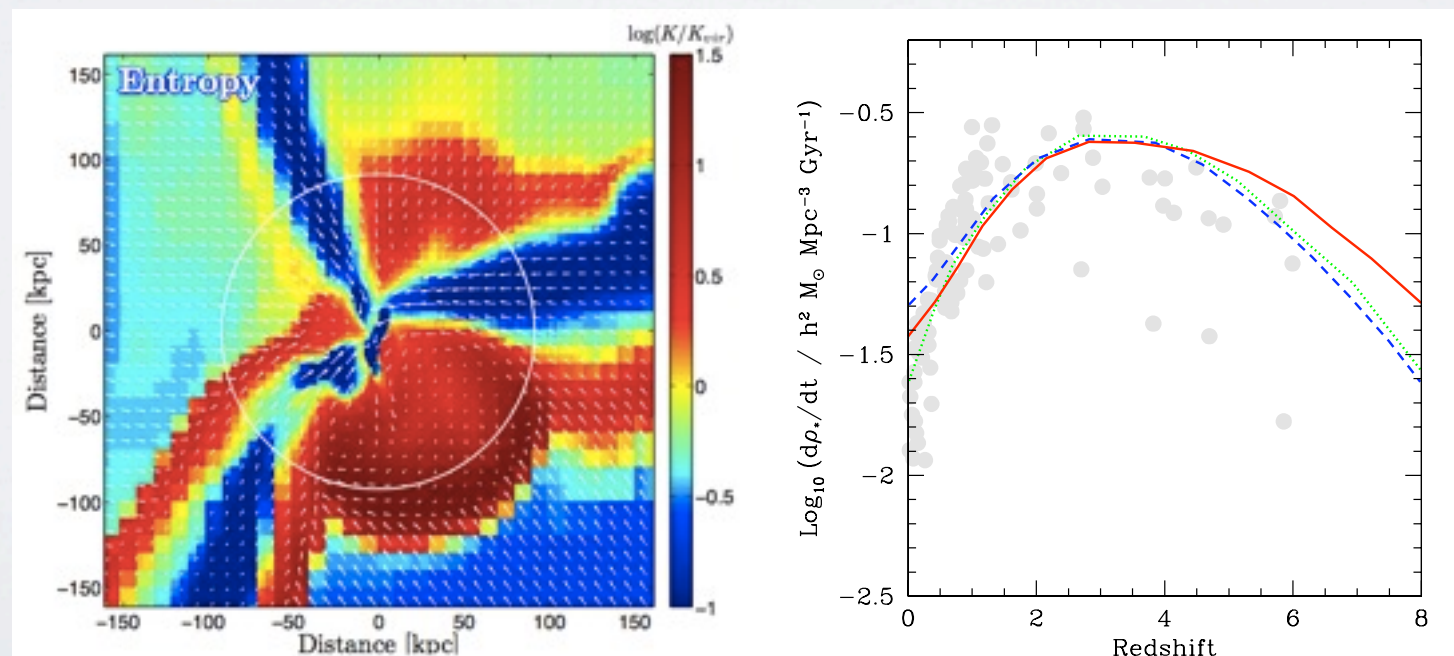 log(K/K_vir)
Entropy
150
100
50
0
−50
−100
−150
Distance [kpc]
−150 −100 −50 0 50 100 150
Distance [kpc]
1.5
1
0.5
0
−0.5
−1
Log₁₀ (dρ⁎/dt / h² M☉ Mpc⁻³ Gyr⁻¹)
−0.5
−1
−1.5
−2
−2.5
0 2 4 6 8
Redshift